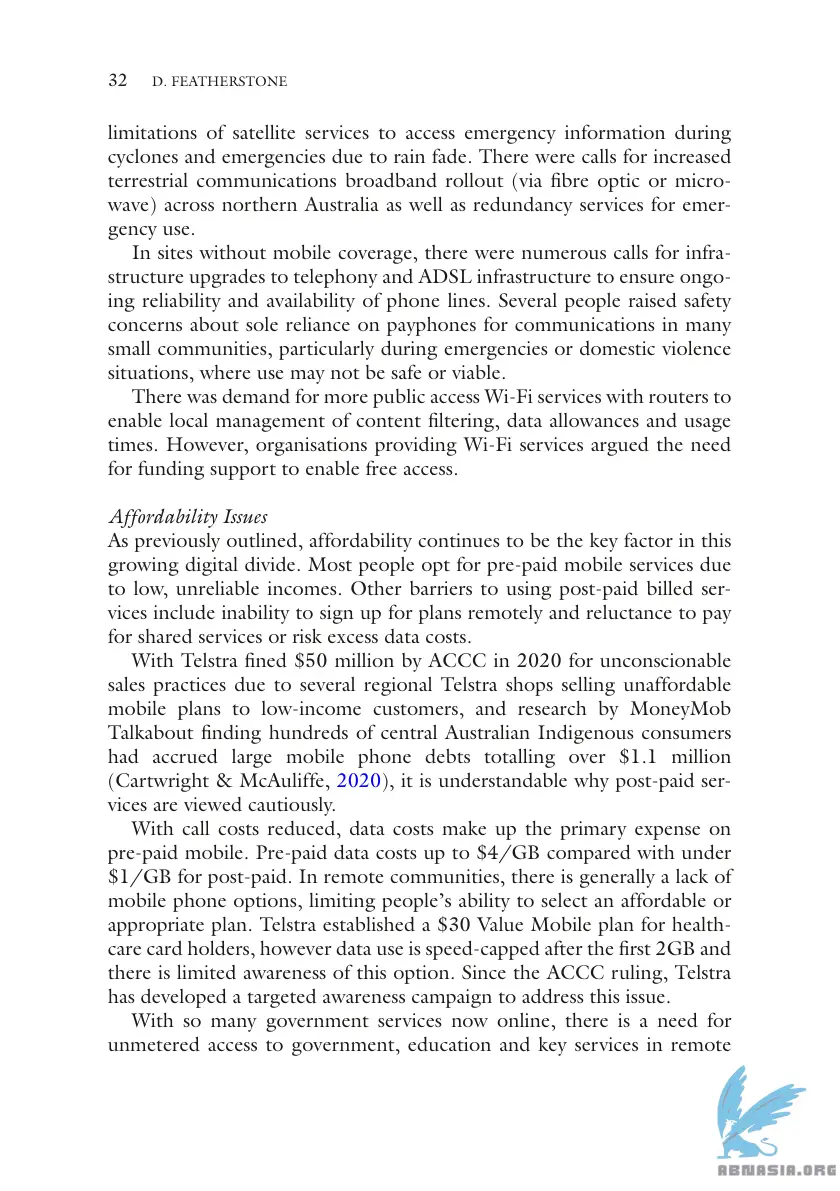 32 D. FEATHERSTONE
limitations of satellite services to access emergency information during
cyclones and emergencies due to rain fade. There were calls for increased
terrestrial communications broadband rollout (via fibre optic or micro-
wave) across northern Australia as well as redundancy services for emer-
gency use.
In sites without mobile coverage, there were numerous calls for infra-
structure upgrades to telephony and ADSL infrastructure to ensure ongo-
ing reliability and availability of phone lines. Several people raised safety
concerns about sole reliance on payphones for communications in many
small communities, particularly during emergencies or domestic violence
situations, where use may not be safe or viable.
There was demand for more public access Wi-Fi services with routers to
enable local management of content filtering, data allowances and usage
times. However, organisations providing Wi-Fi services argued the need
for funding support to enable free access.
Affordability Issues
As previously outlined, affordability continues to be the key factor in this
growing digital divide. Most people opt for pre-paid mobile services due
to low, unreliable incomes. Other barriers to using post-paid billed ser-
vices include inability to sign up for plans remotely and reluctance to pay
for shared services or risk excess data costs.
With Telstra fined $50 million by ACCC in 2020 for unconscionable
sales practices due to several regional Telstra shops selling unaffordable
mobile plans to low-income customers, and research by MoneyMob
Talkabout finding hundreds of central Australian Indigenous consumers
had accrued large mobile phone debts totalling over $1.1 million
(Cartwright & McAuliffe, 2020), it is understandable why post-paid ser-
vices are viewed cautiously.
With call costs reduced, data costs make up the primary expense on
pre-paid mobile. Pre-paid data costs up to $4/GB compared with under
$1/GB for post-paid. In remote communities, there is generally a lack of
mobile phone options, limiting people’s ability to select an affordable or
appropriate plan. Telstra established a $30 Value Mobile plan for health-
care card holders, however data use is speed-capped after the first 2GB and
there is limited awareness of this option. Since the ACCC ruling, Telstra
has developed a targeted awareness campaign to address this issue.
With so many government services now online, there is a need for
unmetered access to government, education and key services in remote
ABNASIA.ORG